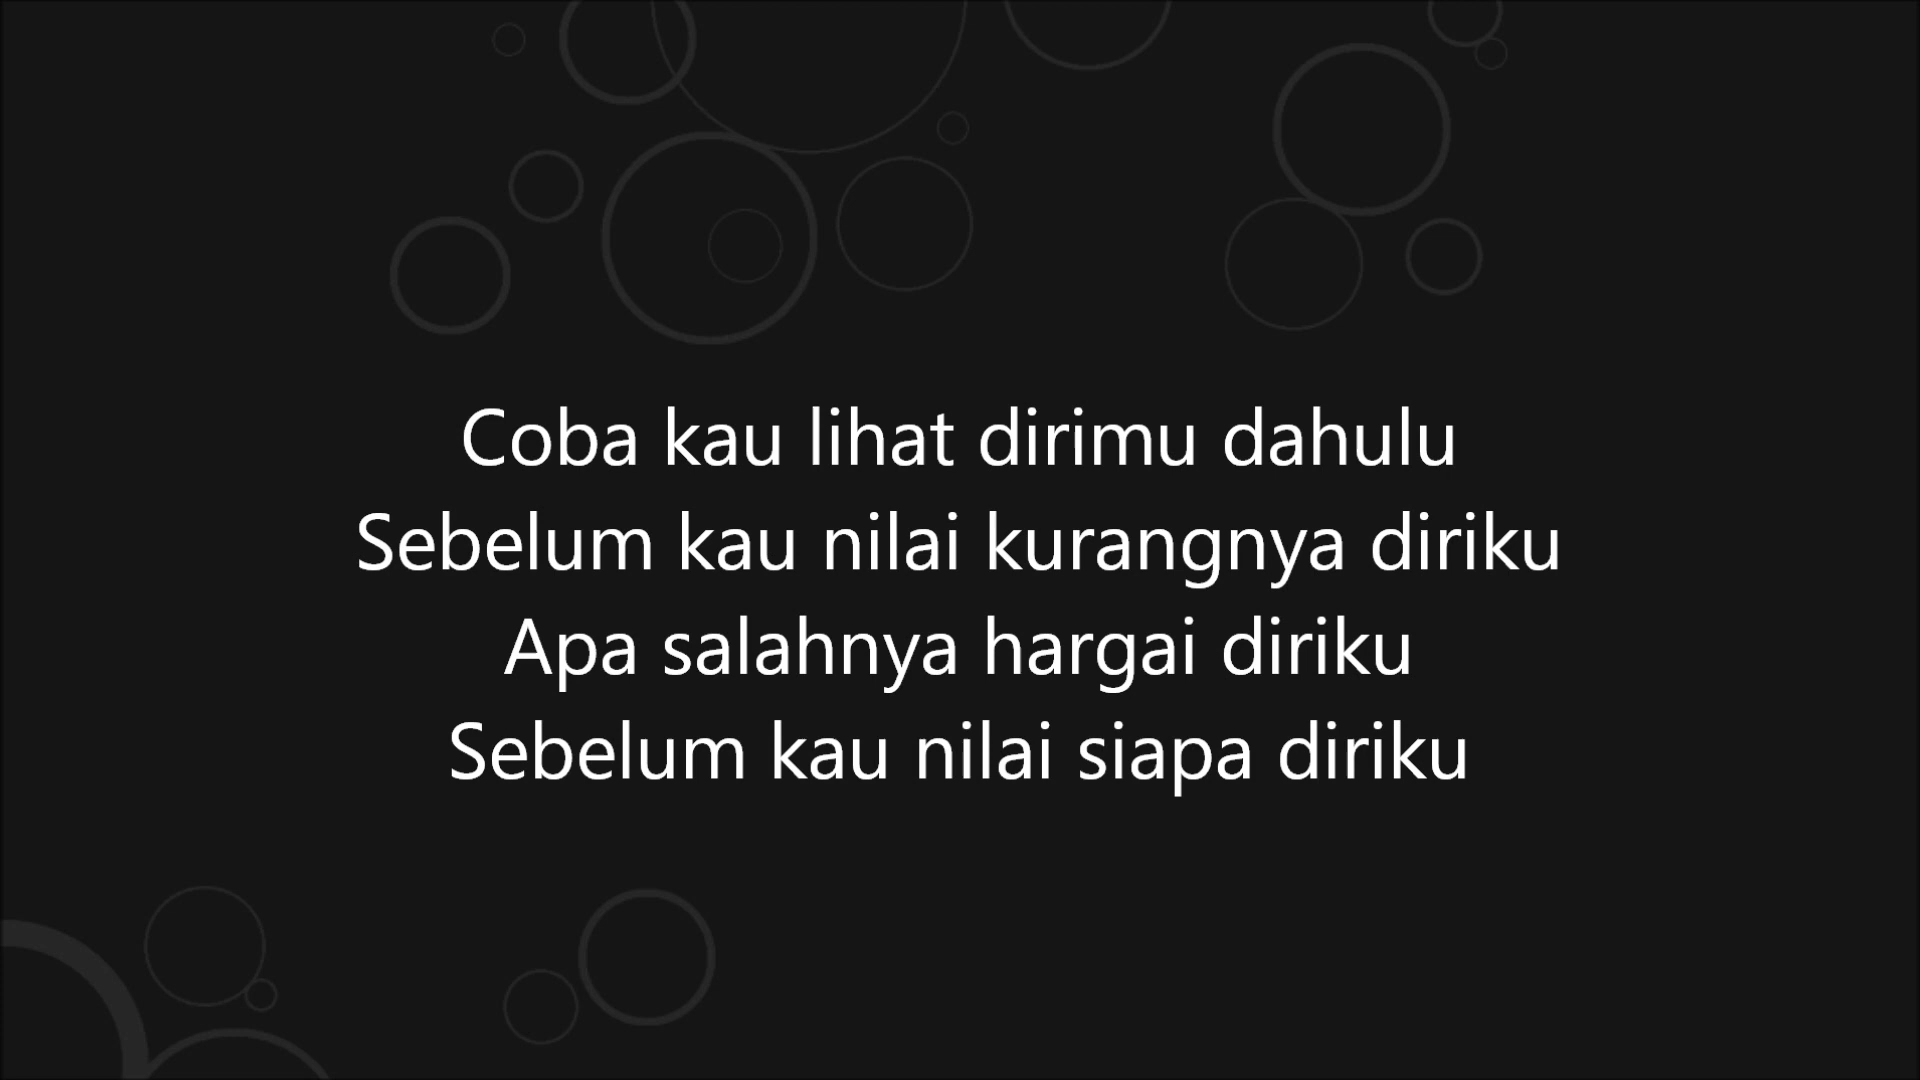 Coba kau lihat dirimu dahulu
Sebelum kau nilai kurangnya diriku
Apa salahnya hargai diriku
Sebelum kau nilai siapa diriku